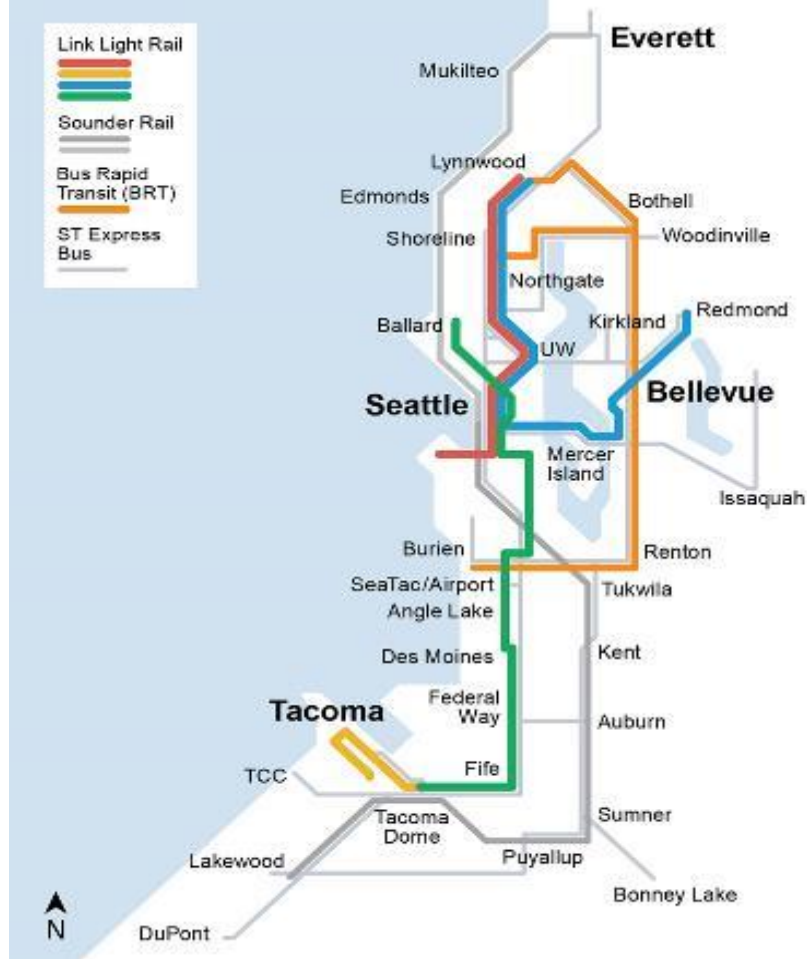 Link Light Rail
Sounder Rail
Bus Rapid
Transit (BRT)
ST Express
Bus
Everett
Mukilteo
Lynnwood
Edmonds
Bothell
Shoreline
Woodinville
Northgate
Redmond
Ballard
Kirkland
UW
Seattle
Bellevue
Mercer
Island
Issaquah
Burien
Renton
SeaTac/Airport
Tukwila
Angle Lake
Des Moines
Kent
Federal
Way
Tacoma
Auburn
TCC
Fife
Tacoma
Dome
Sumner
Lakewood
Puyallup
Bonney Lake
N
DuPont